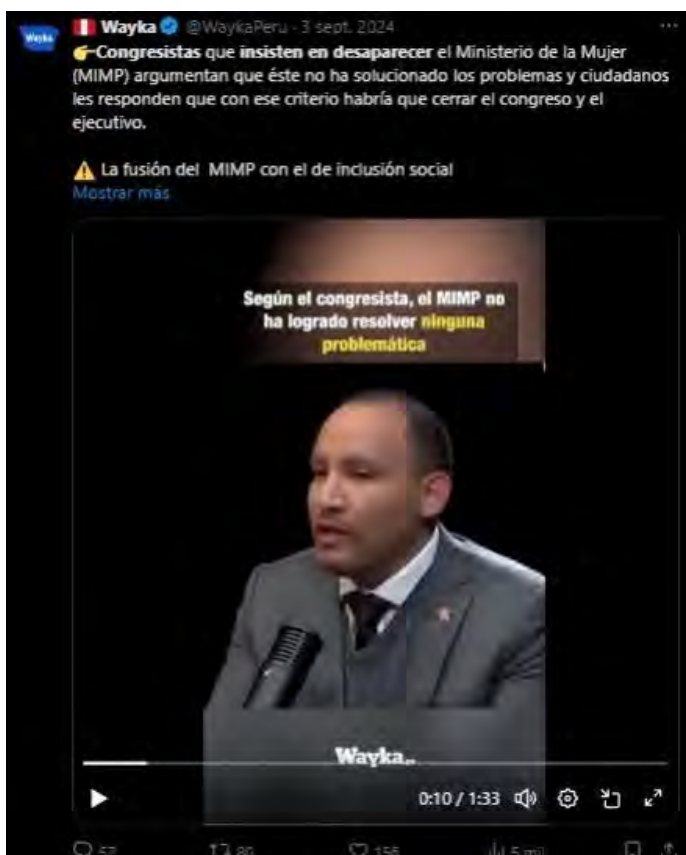 Wayka
Wayka @WaykaPeru · 3 sept. 2024
Congresistas que insisten en desaparecer el Ministerio de la Mujer
(MIMP) argumentan que éste no ha solucionado los problemas y ciudadanos
les responden que con ese criterio habría que cerrar el congreso y el
ejecutivo.
La fusión del MIMP con el de inclusión social
Mostrar más
Según el congresista, el MIMP no
ha logrado resolver ninguna
problemática
Wayka..
0:10 / 1:33